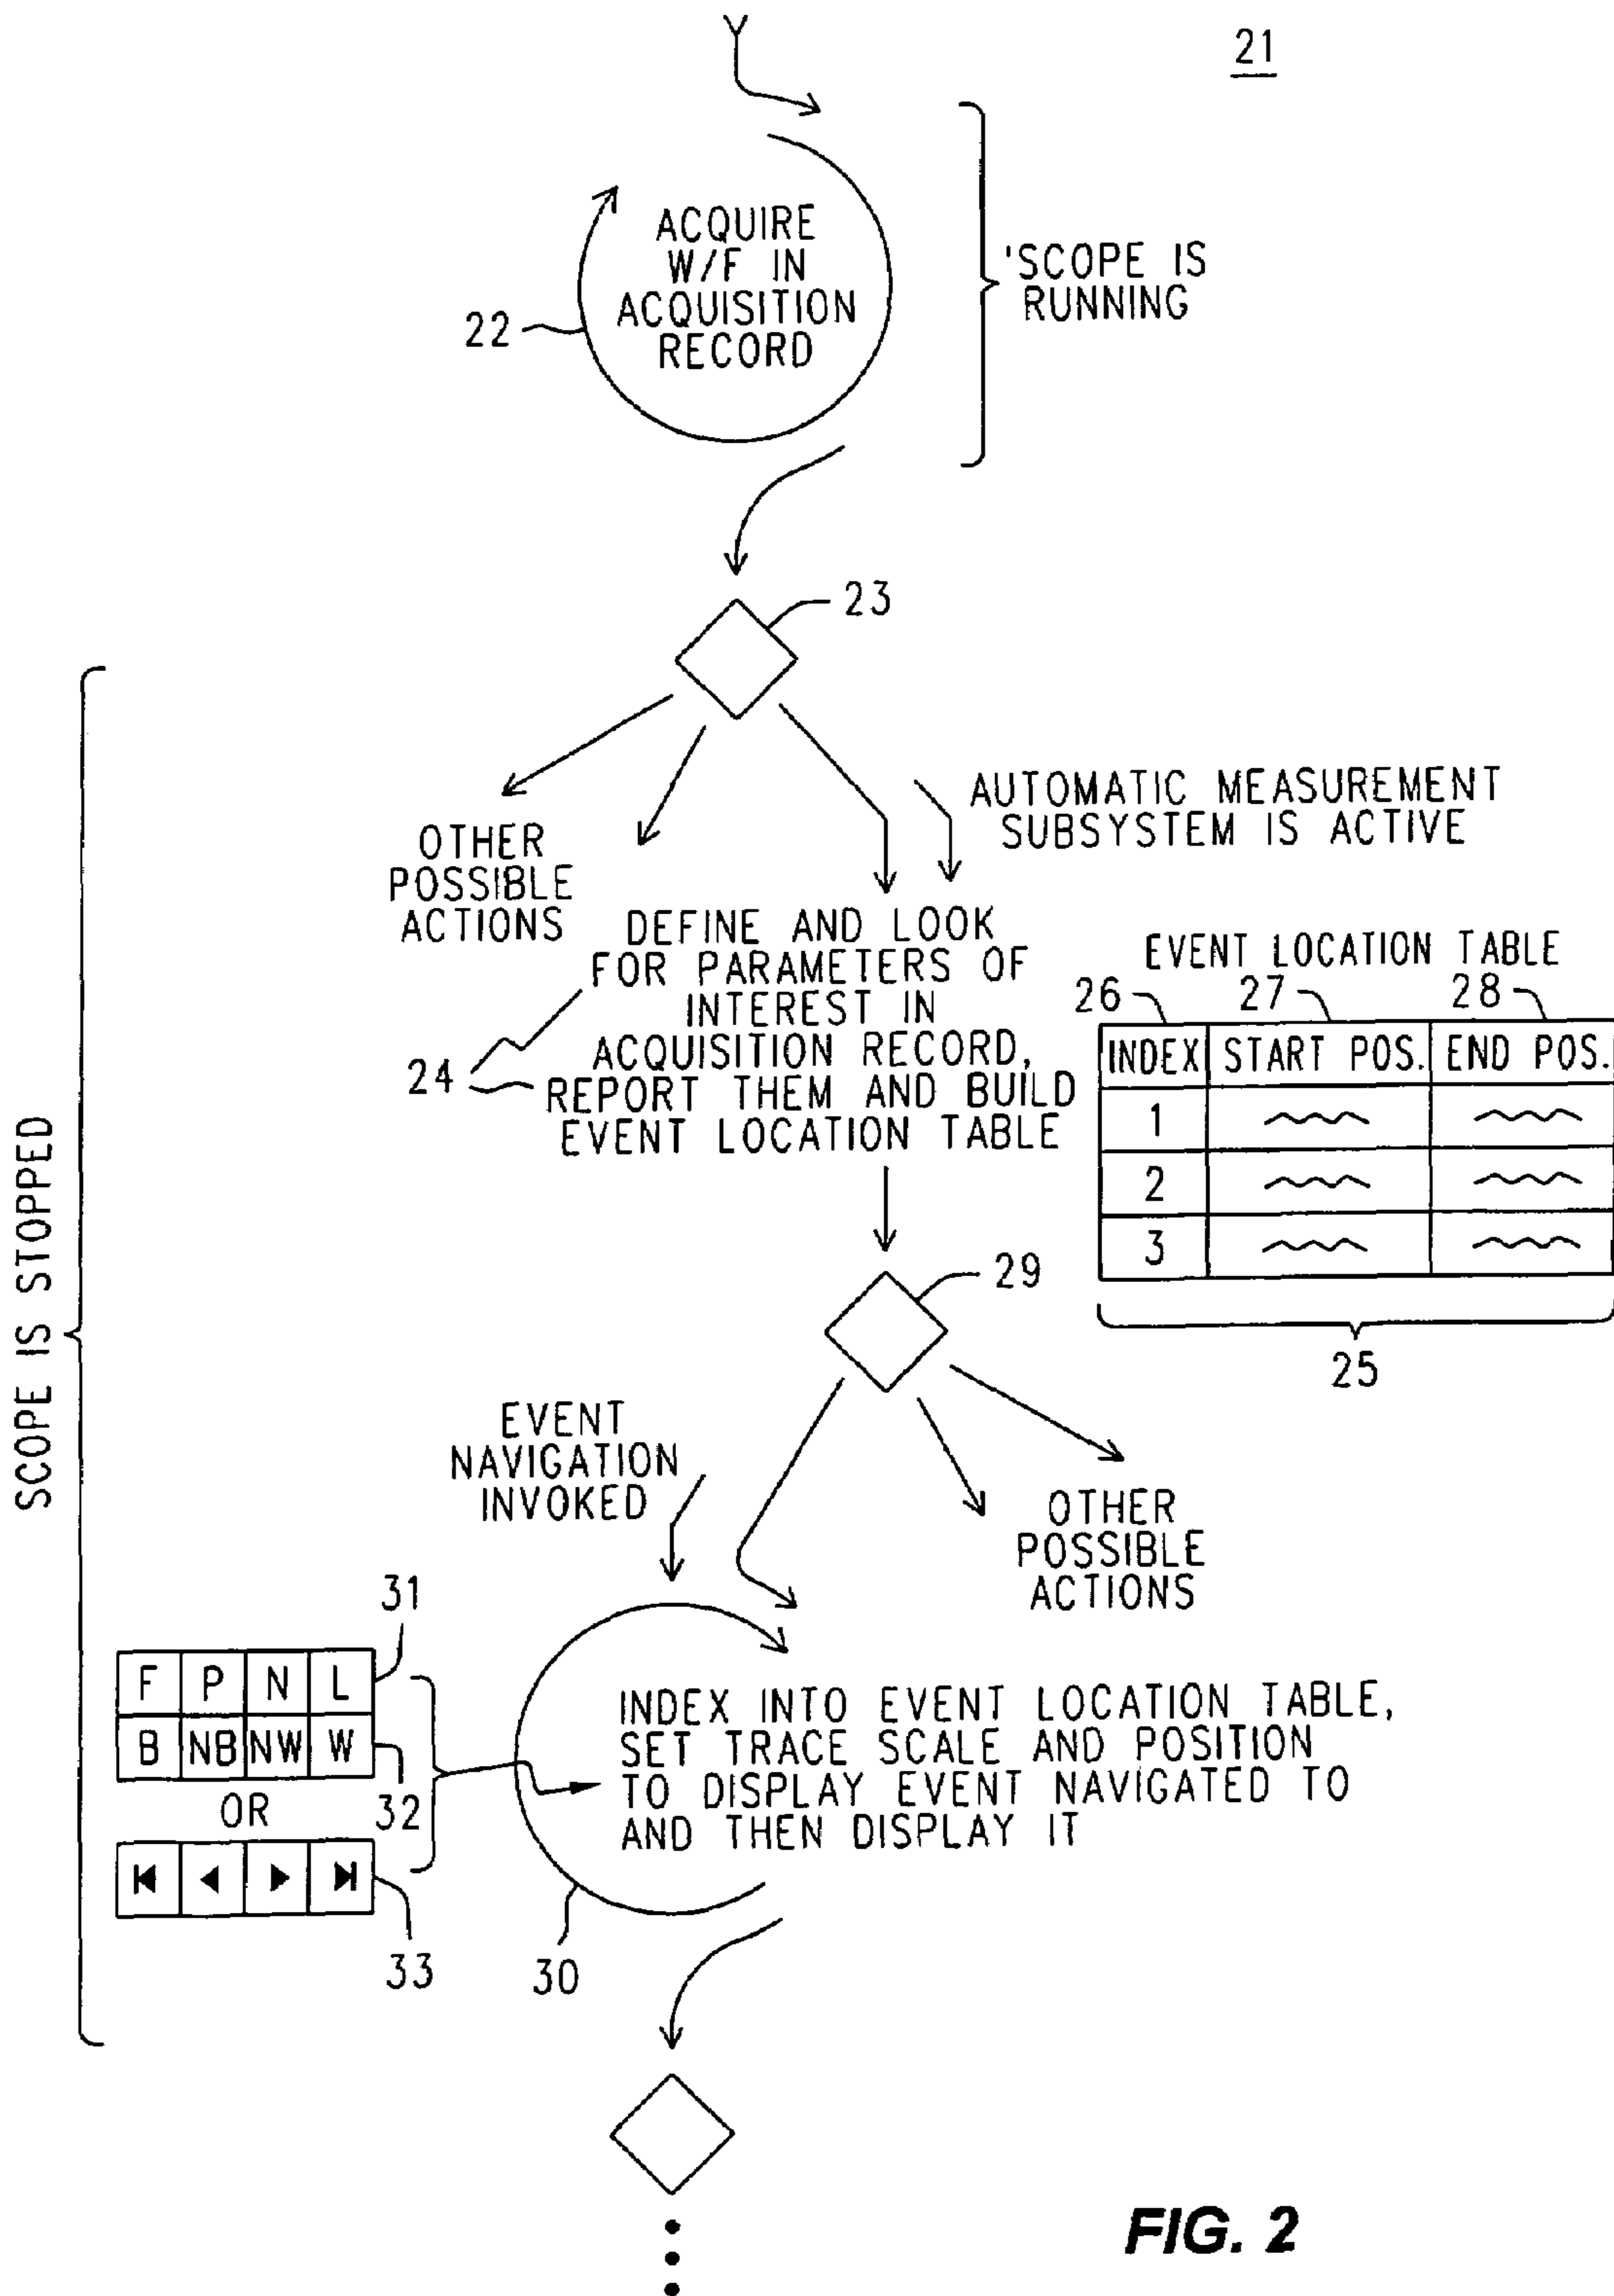 21
ACQUIRE
W/F IN
ACQUISITION
RECORD
22
'SCOPE IS
RUNNING
23
OTHER
POSSIBLE
ACTIONS
AUTOMATIC MEASUREMENT
SUBSYSTEM IS ACTIVE
DEFINE AND LOOK
FOR PARAMETERS OF
INTEREST IN
ACQUISITION RECORD,
REPORT THEM AND BUILD
EVENT LOCATION TABLE
24
EVENT LOCATION TABLE
26 27 28
INDEX START POS. END POS.
1
2
3
25
SCOPE IS STOPPED
29
EVENT
NAVIGATION
INVOKED
OTHER
POSSIBLE
ACTIONS
31
F P N L
B NB NW W
OR
32
33
30
INDEX INTO EVENT LOCATION TABLE,
SET TRACE SCALE AND POSITION
TO DISPLAY EVENT NAVIGATED TO
AND THEN DISPLAY IT
FIG. 2